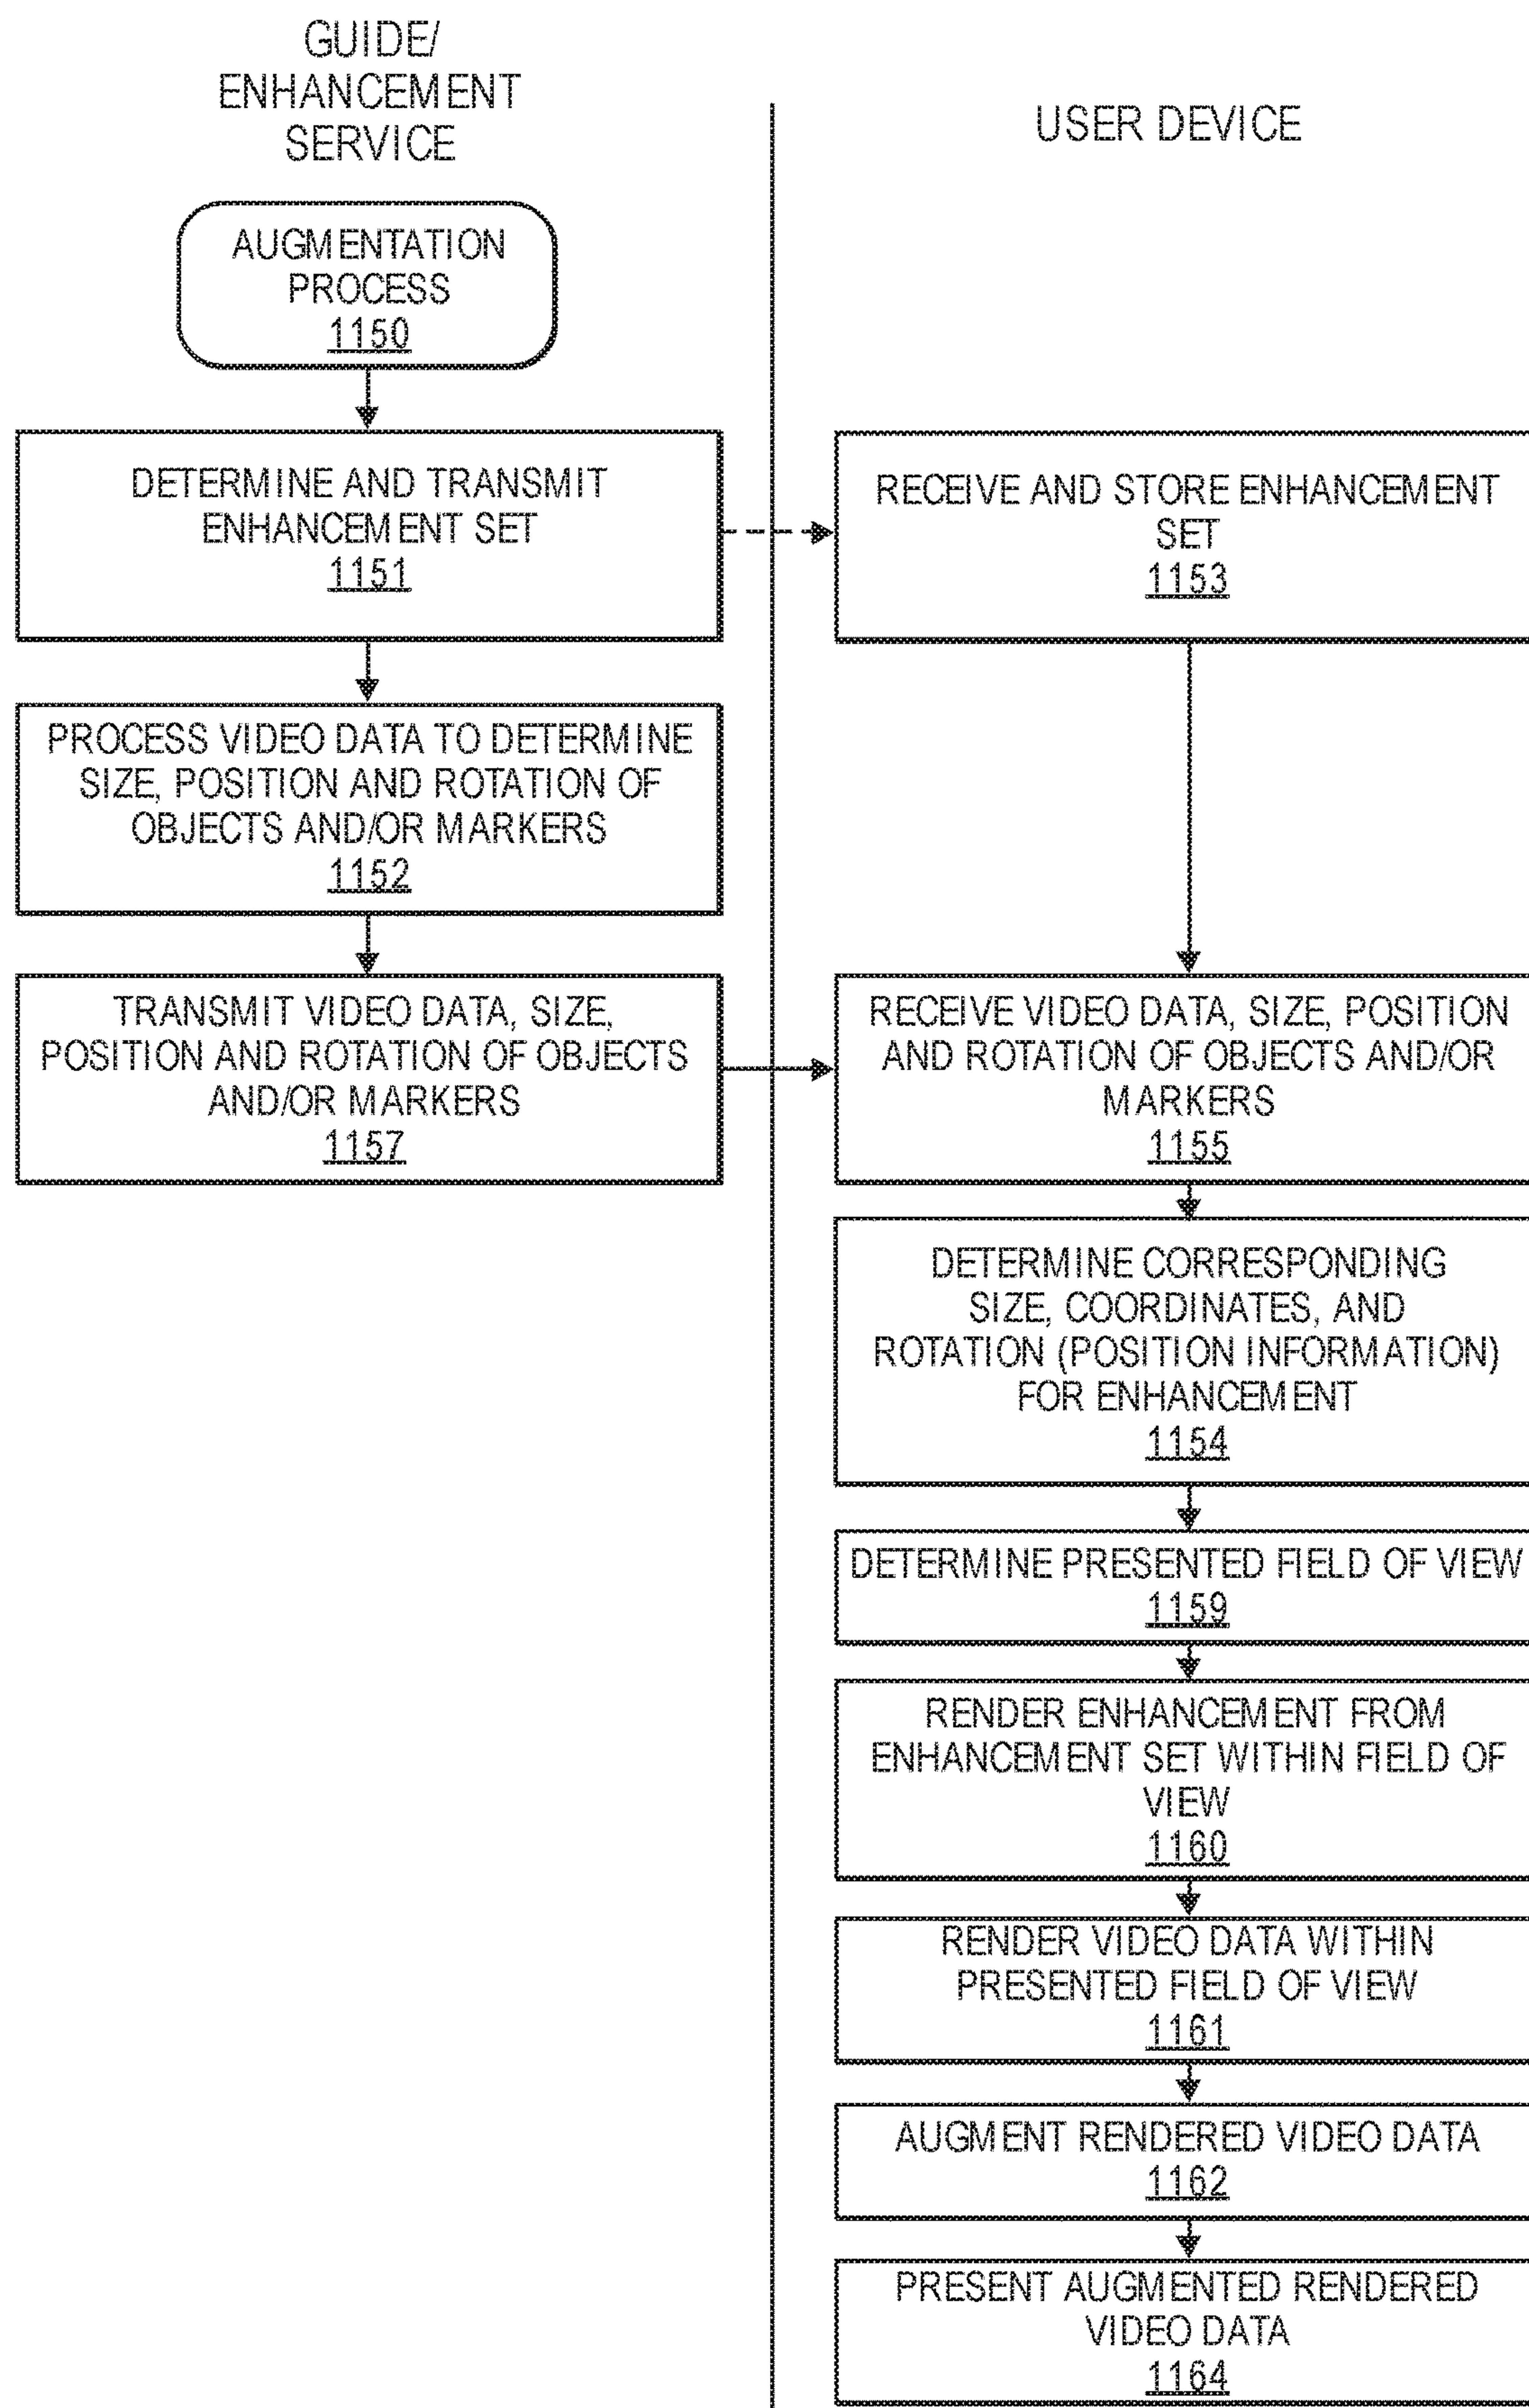 GUIDE/
ENHANCEMENT
SERVICE
USER DEVICE
AUGMENTATION
PROCESS
1150
DETERMINE AND TRANSMIT
ENHANCEMENT SET
1151
RECEIVE AND STORE ENHANCEMENT
SET
1153
PROCESS VIDEO DATA TO DETERMINE
SIZE, POSITION AND ROTATION OF
OBJECTS AND/OR MARKERS
1152
TRANSMIT VIDEO DATA, SIZE,
POSITION AND ROTATION OF OBJECTS
AND/OR MARKERS
1157
RECEIVE VIDEO DATA, SIZE, POSITION
AND ROTATION OF OBJECTS AND/OR
MARKERS
1155
DETERMINE CORRESPONDING
SIZE, COORDINATES, AND
ROTATION (POSITION INFORMATION)
FOR ENHANCEMENT
1154
DETERMINE PRESENTED FIELD OF VIEW
1159
RENDER ENHANCEMENT FROM
ENHANCEMENT SET WITHIN FIELD OF
VIEW
1160
RENDER VIDEO DATA WITHIN
PRESENTED FIELD OF VIEW
1161
AUGMENT RENDERED VIDEO DATA
1162
PRESENT AUGMENTED RENDERED
VIDEO DATA
1164